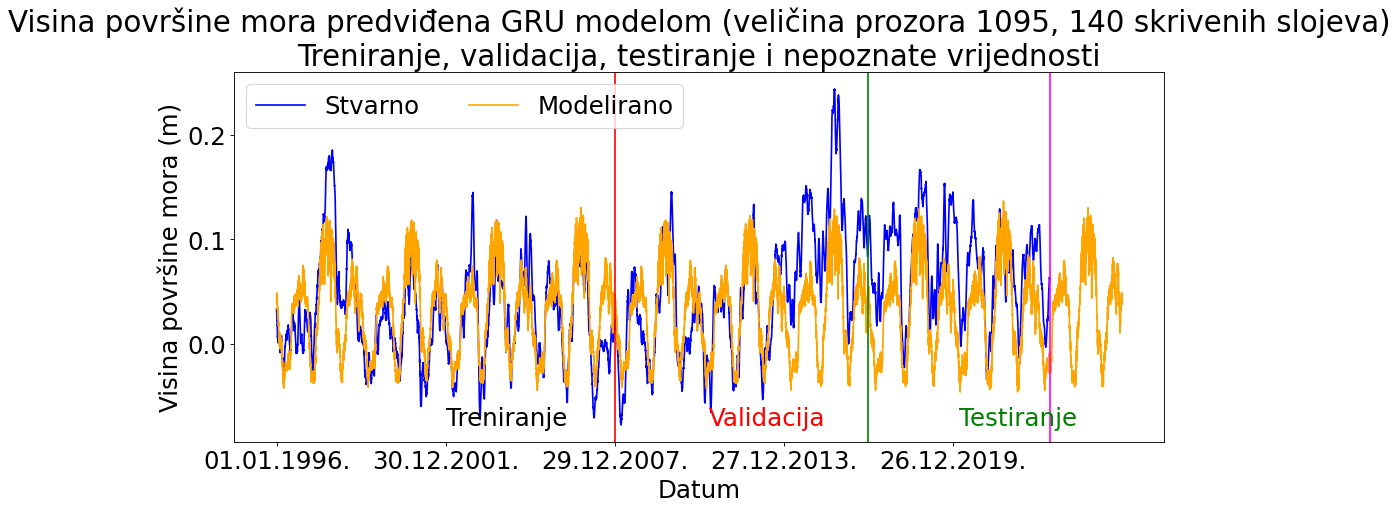 Visina površine mora predviđena GRU modelom (veličina prozora 1095, 140 skrivenih slojeva)
Treniranje, validacija, testiranje i nepoznate vrijednosti
Stvarno
Modelirano
Visina površine mora (m)
0.2
0.1
0.0
Treniranje
Validacija
Testiranje
01.01.1996.
30.12.2001.
29.12.2007.
27.12.2013.
26.12.2019.
Datum